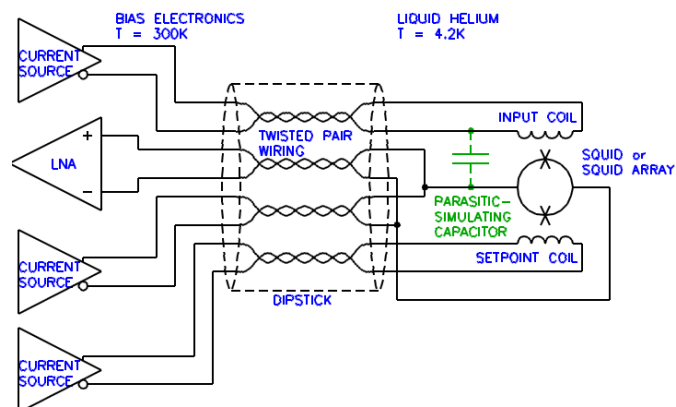 BIAS ELECTRONICS
T = 300K
LIQUID HELIUM
T = 4.2K
CURRENT
SOURCE
INPUT COIL
TWISTED PAIR
WIRING
+
LNA
−
SQUID or
SQUID ARRAY
PARASITIC−
SIMULATING
CAPACITOR
CURRENT
SOURCE
SETPOINT COIL
DIPSTICK
CURRENT
SOURCE